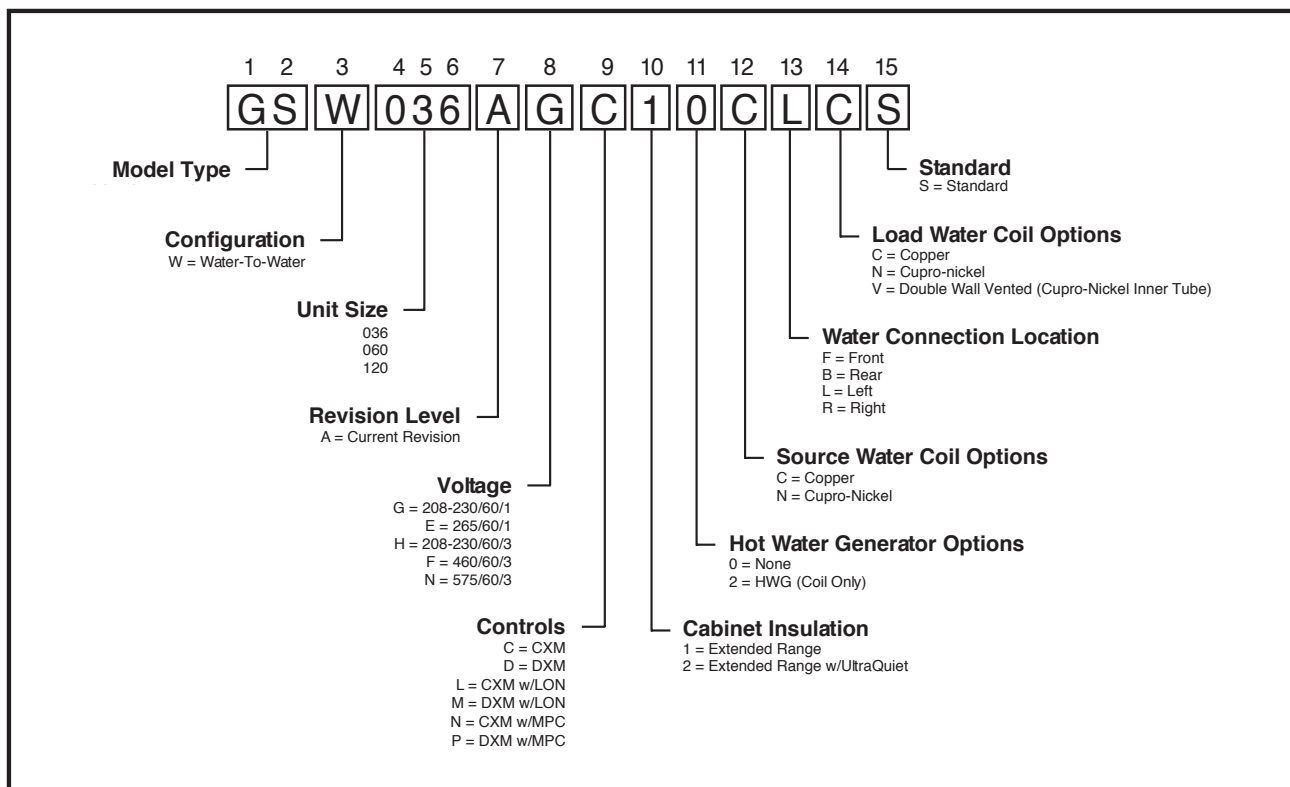 1 2 3 4 5 6 7 8 9 10 11 12 13 14 15
GS W 036 A G C 1 0 C L C S
Model Type
Standard
S = Standard
Configuration
W = Water-To-Water
Load Water Coil Options
C = Copper
N = Cupro-nickel
V = Double Wall Vented (Cupro-Nickel Inner Tube)
Unit Size
036
060
120
Water Connection Location
F = Front
B = Rear
L = Left
R = Right
Revision Level
A = Current Revision
Source Water Coil Options
C = Copper
N = Cupro-Nickel
Voltage
G = 208-230/60/1
E = 265/60/1
H = 208-230/60/3
F = 460/60/3
N = 575/60/3
Hot Water Generator Options
0 = None
2 = HWG (Coil Only)
Controls
C = CXM
D = DXM
L = CXM w/LON
M = DXM w/LON
N = CXM w/MPC
P = DXM w/MPC
Cabinet Insulation
1 = Extended Range
2 = Extended Range w/UltraQuiet